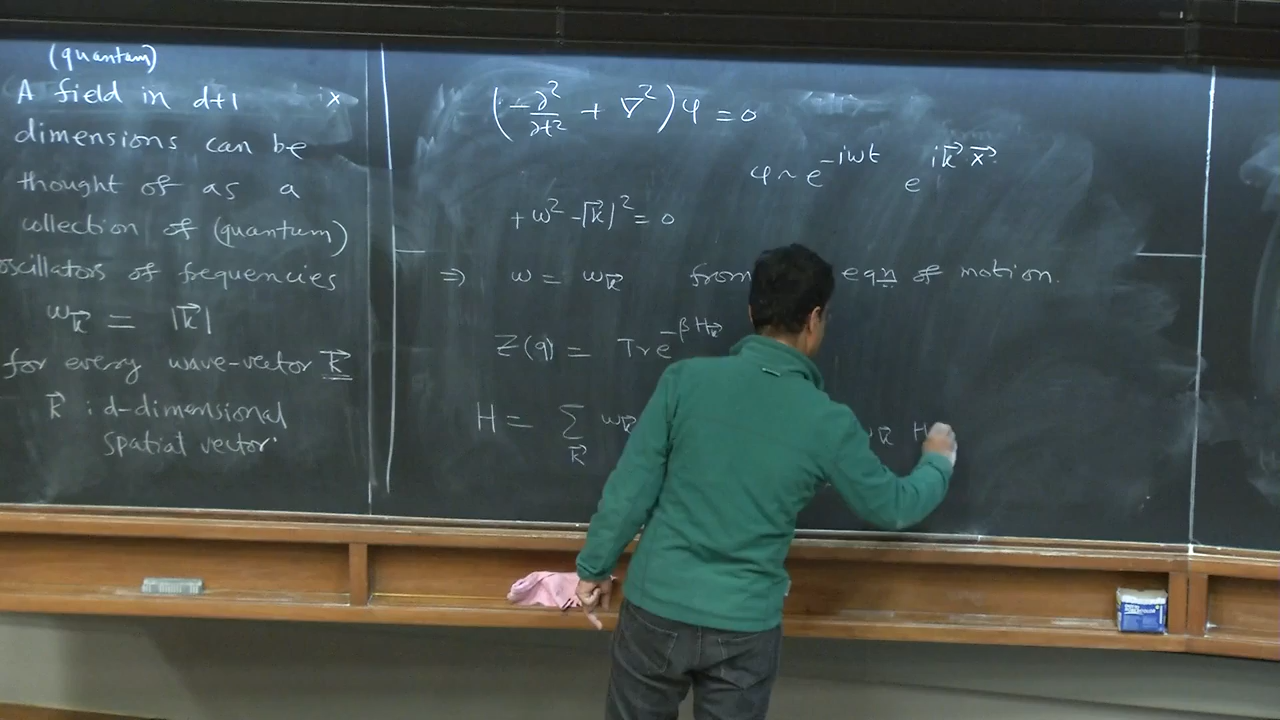 (quantum)
A field in d+1
dimensions can be
thought of as a
collection of (quantum)
oscillators of frequencies
ω_k⃗ = |k⃗|
for every wave-vector k⃗
k⃗ : d-dimensional
spatial vector.
ix
(-∂²/∂t² + ∇²)φ = 0
φ ~ e^{-iωt} e^{ik⃗·x⃗}
+ω² - |k⃗|² = 0
⇒ ω = ω_k⃗ from eqn of motion.
Z(q) = Tr e^{-βH_k⃗}
H = Σ_k⃗ ω_k⃗
k⃗ H